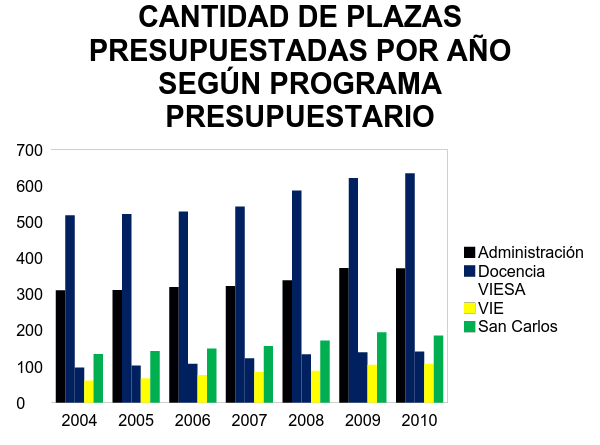 CANTIDAD DE PLAZAS
PRESUPUESTADAS POR AÑO
SEGÚN PROGRAMA
PRESUPUESTARIO
700
600
500
400
300
200
100
0
2004 2005 2006 2007 2008 2009 2010
Administración
Docencia
VIESA
VIE
San Carlos